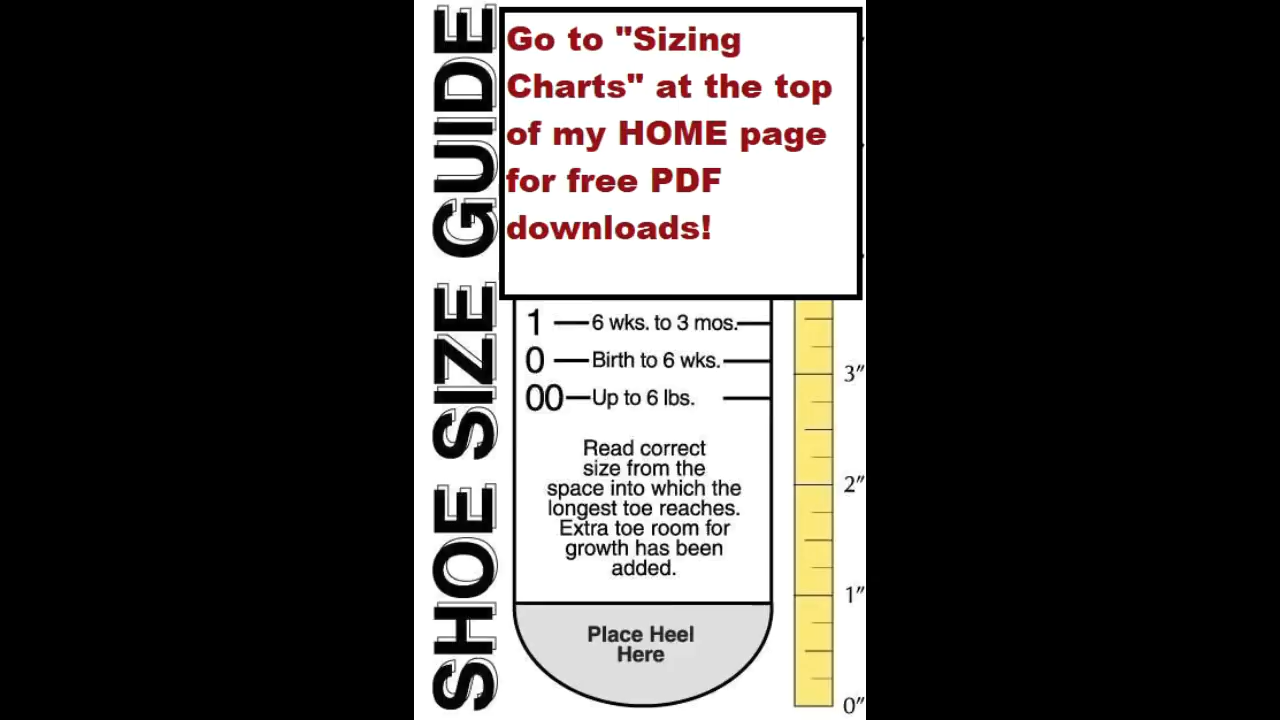 SHOE SIZE GUIDE
Go to "Sizing
Charts" at the top
of my HOME page
for free PDF
downloads!
1 6 wks. to 3 mos.
0 Birth to 6 wks.
00 Up to 6 lbs.
Read correct
size from the
space into which the
longest toe reaches.
Extra toe room for
growth has been
added.
Place Heel
Here
3"
2"
1"
0"